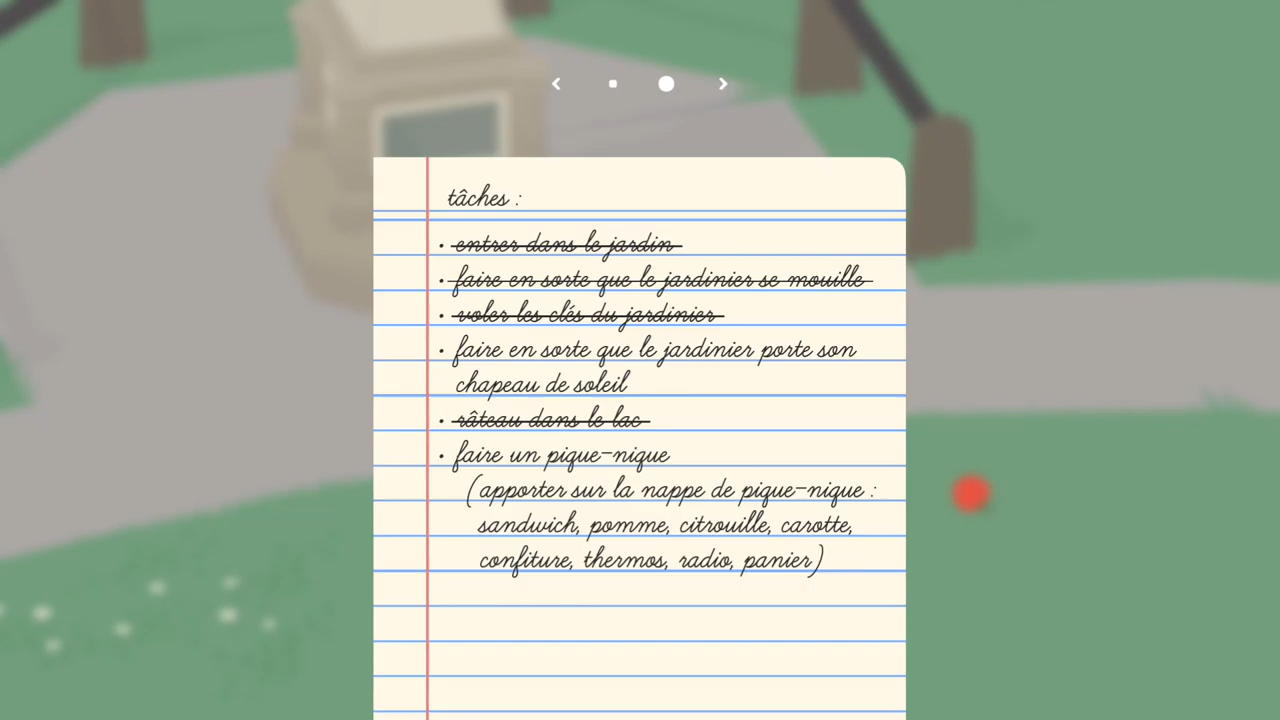 tâches :
• entrer dans le jardin
• faire en sorte que le jardinier se mouille
• voler les clés du jardinier
• faire en sorte que le jardinier porte son
chapeau de soleil
• râteau dans le lac
• faire un pique-nique
(apporter sur la nappe de pique-nique :
sandwich, pomme, citrouille, carotte,
confiture, thermos, radio, panier)